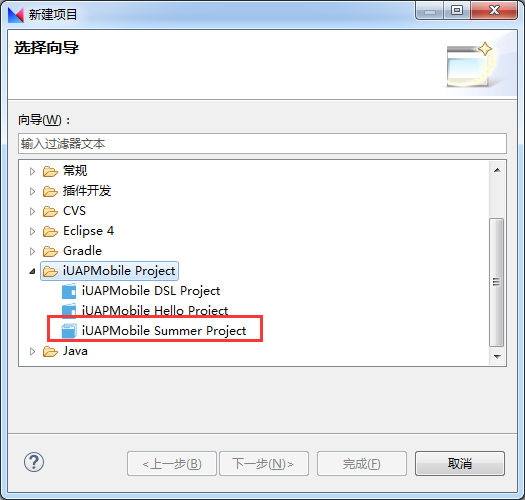 新建项目
选择向导
向导(W)：
输入过滤器文本
常规
插件开发
CVS
Eclipse 4
Gradle
iUAPMobile Project
iUAPMobile DSL Project
iUAPMobile Hello Project
iUAPMobile Summer Project
Java
<上一步(B) 下一步(N)> 完成(F) 取消